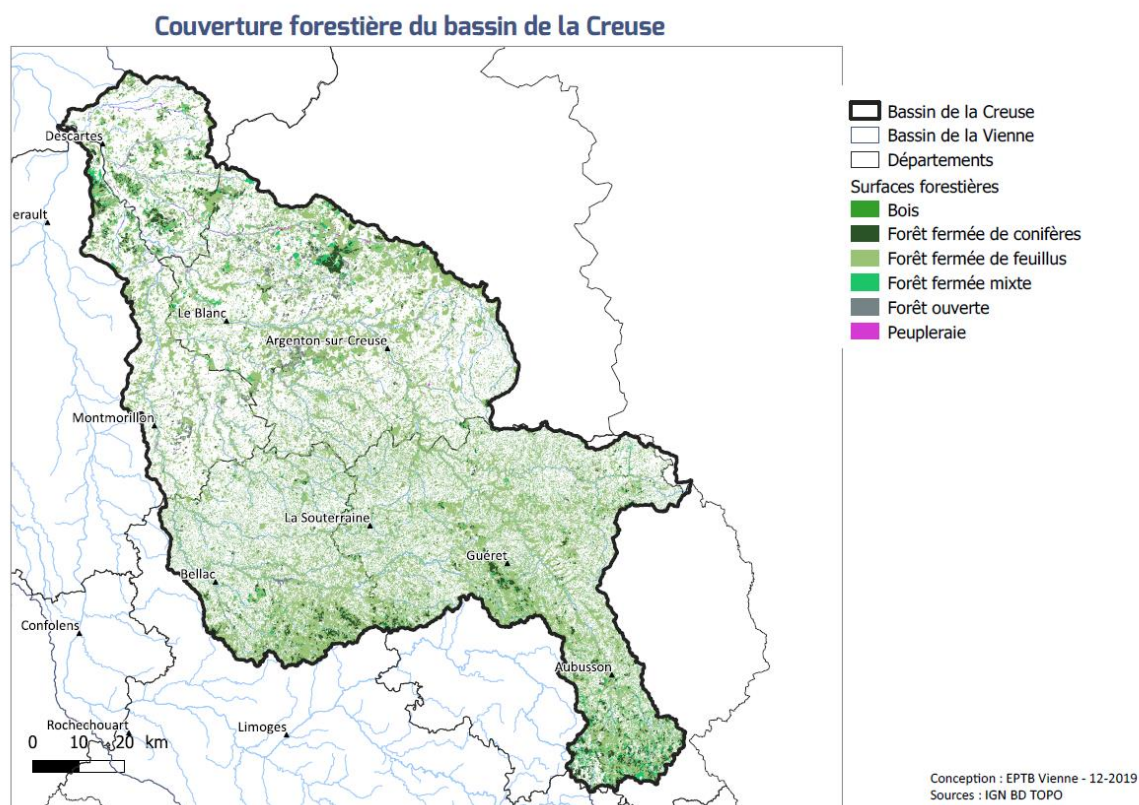 Couverture forestière du bassin de la Creuse
Descartes
erault
Le Blanc
Argenton-sur-Creuse
Montmorillon
La Souterraine
Guéret
Bellac
Confolens
Aubusson
Rochechouart
Limoges
0 10 20 km
Bassin de la Creuse
Bassin de la Vienne
Départements
Surfaces forestières
Bois
Forêt fermée de conifères
Forêt fermée de feuillus
Forêt fermée mixte
Forêt ouverte
Peupleraie
Conception : EPTB Vienne - 12-2019
Sources : IGN BD TOPO